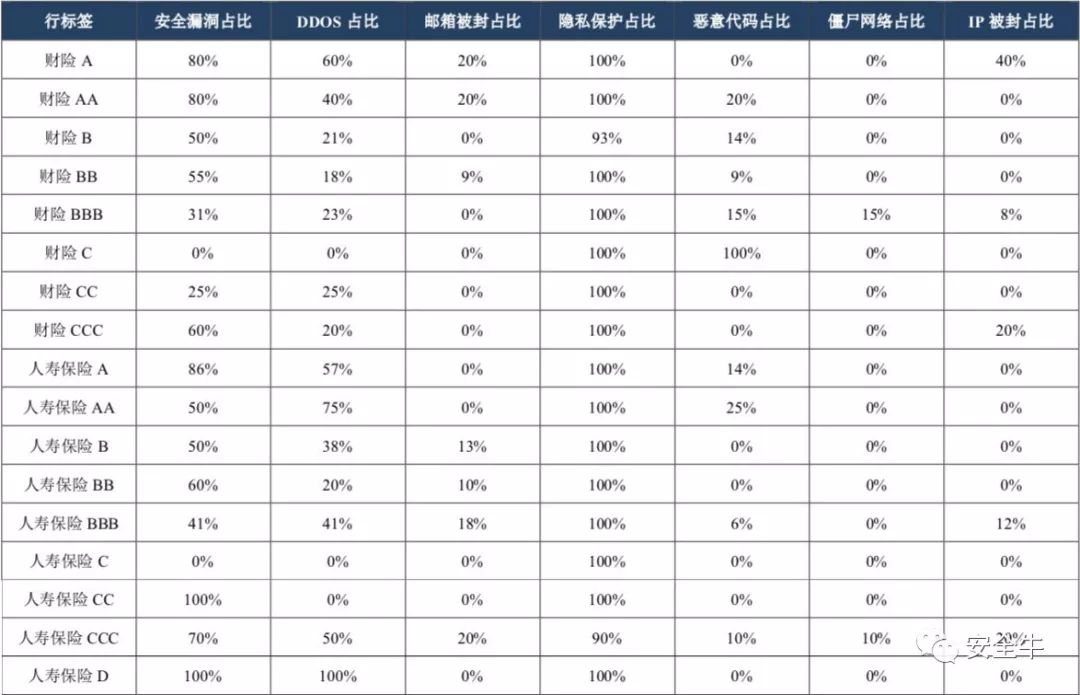 行标签 安全漏洞占比 DDOS 占比 邮箱被封占比 隐私保护占比 恶意代码占比 僵尸网络占比 IP 被封占比
财险 A 80% 60% 20% 100% 0% 0% 40%
财险 AA 80% 40% 20% 100% 20% 0% 0%
财险 B 50% 21% 0% 93% 14% 0% 0%
财险 BB 55% 18% 9% 100% 9% 0% 0%
财险 BBB 31% 23% 0% 100% 15% 15% 8%
财险 C 0% 0% 0% 100% 100% 0% 0%
财险 CC 25% 25% 0% 100% 0% 0% 0%
财险 CCC 60% 20% 0% 100% 0% 0% 20%
人寿保险 A 86% 57% 0% 100% 14% 0% 0%
人寿保险 AA 50% 75% 0% 100% 25% 0% 0%
人寿保险 B 50% 38% 13% 100% 0% 0% 0%
人寿保险 BB 60% 20% 10% 100% 0% 0% 0%
人寿保险 BBB 41% 41% 18% 100% 6% 0% 12%
人寿保险 C 0% 0% 0% 100% 0% 0% 0%
人寿保险 CC 100% 0% 0% 100% 0% 0% 0%
人寿保险 CCC 70% 50% 20% 90% 10% 10% 20%
安全牛
人寿保险 D 100% 100% 0% 100% 0% 0% 0%